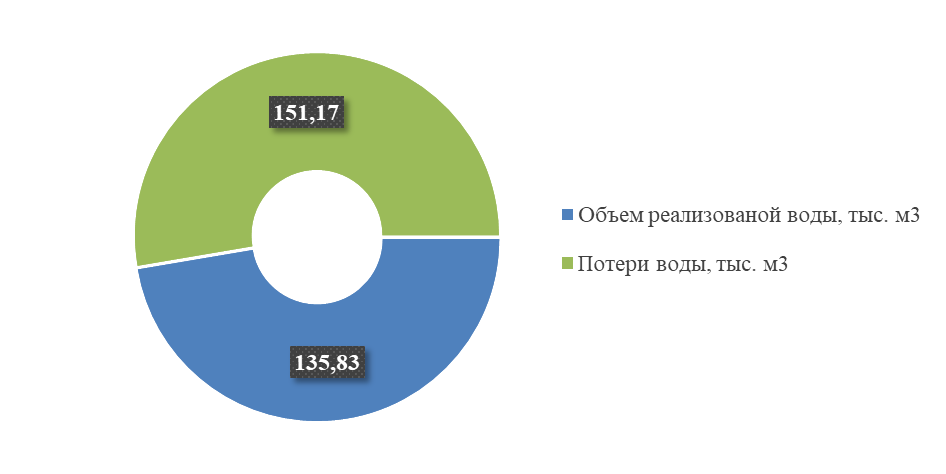 151,17
Объем реализованой воды, тыс. м3
Потери воды, тыс. м3
135,83